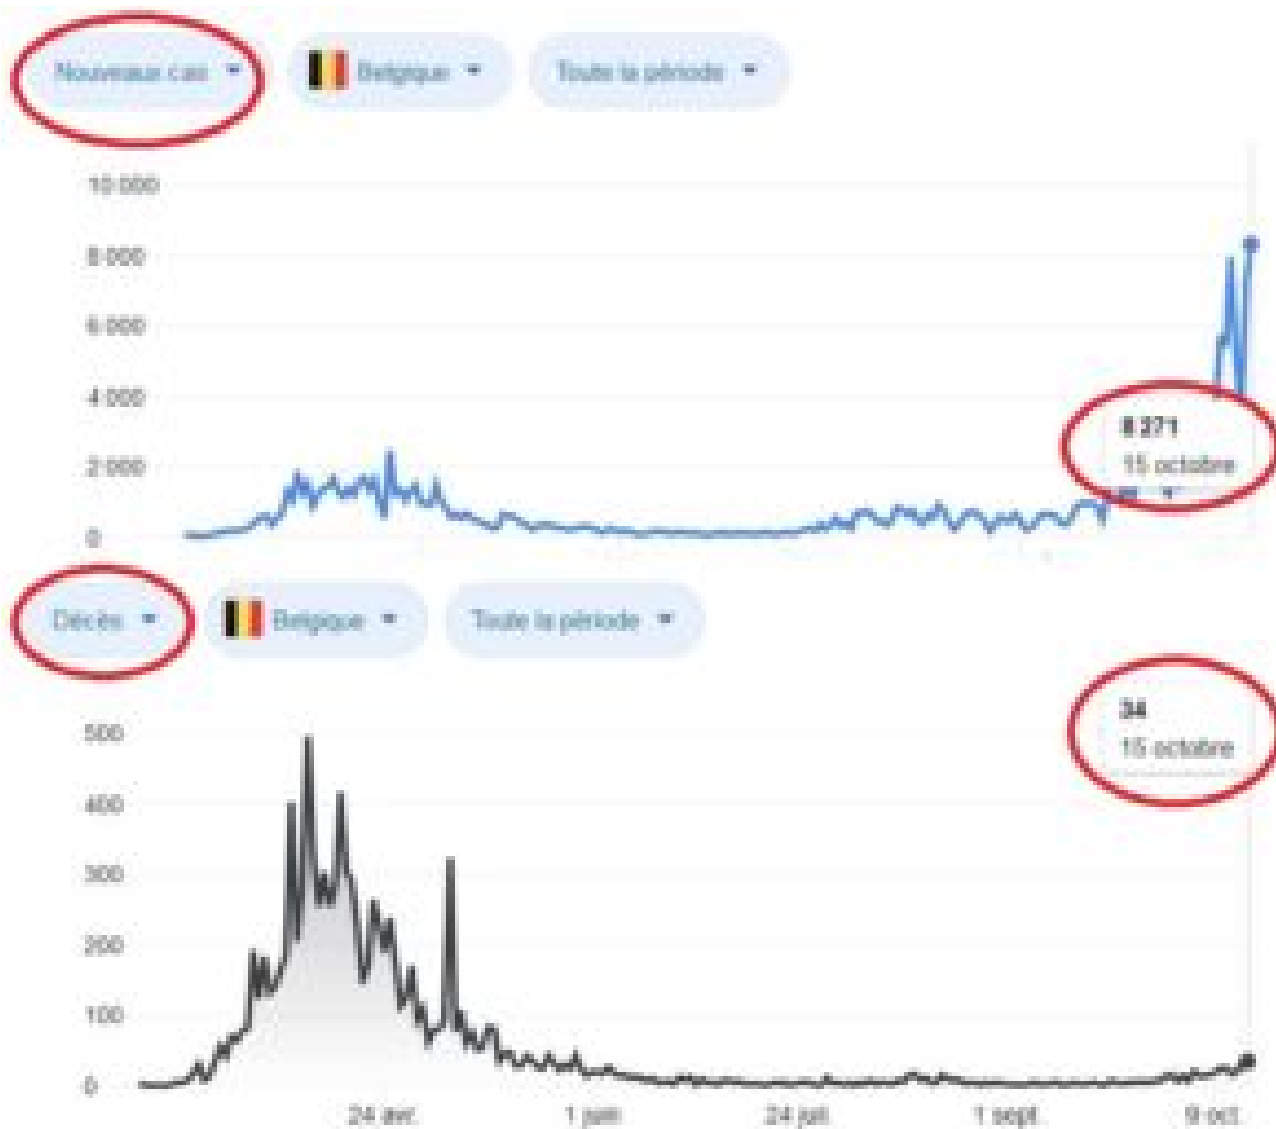 Nouveaux cas
Belgique
Toute la période
10 000
8 000
6 000
4 000
2 000
0
8 271
15 octobre
Décès
Belgique
Toute la période
500
400
300
200
100
0
34
15 octobre
24 avr.
1 juin
24 juil.
1 sept.
9 oct.